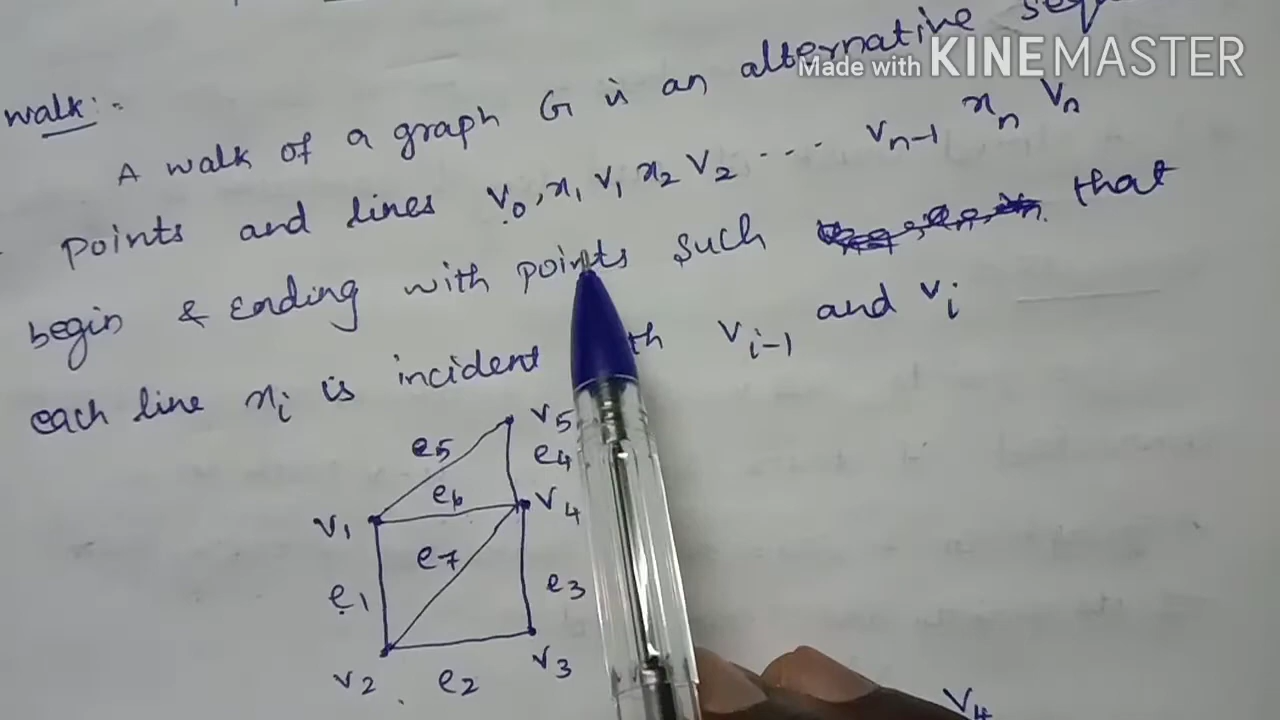 Made with KINEMASTER
walk:-
A walk of a graph G is an alternative
points and lines V0, x1 V1 x2 V2 ... Vn-1 xn Vn
begin & Ending with points such that
each line xi is incident Vi-1 and Vi
V5
e5
e4
e6
V1
V4
e7
e1
e3
V2
e2
V3
V4